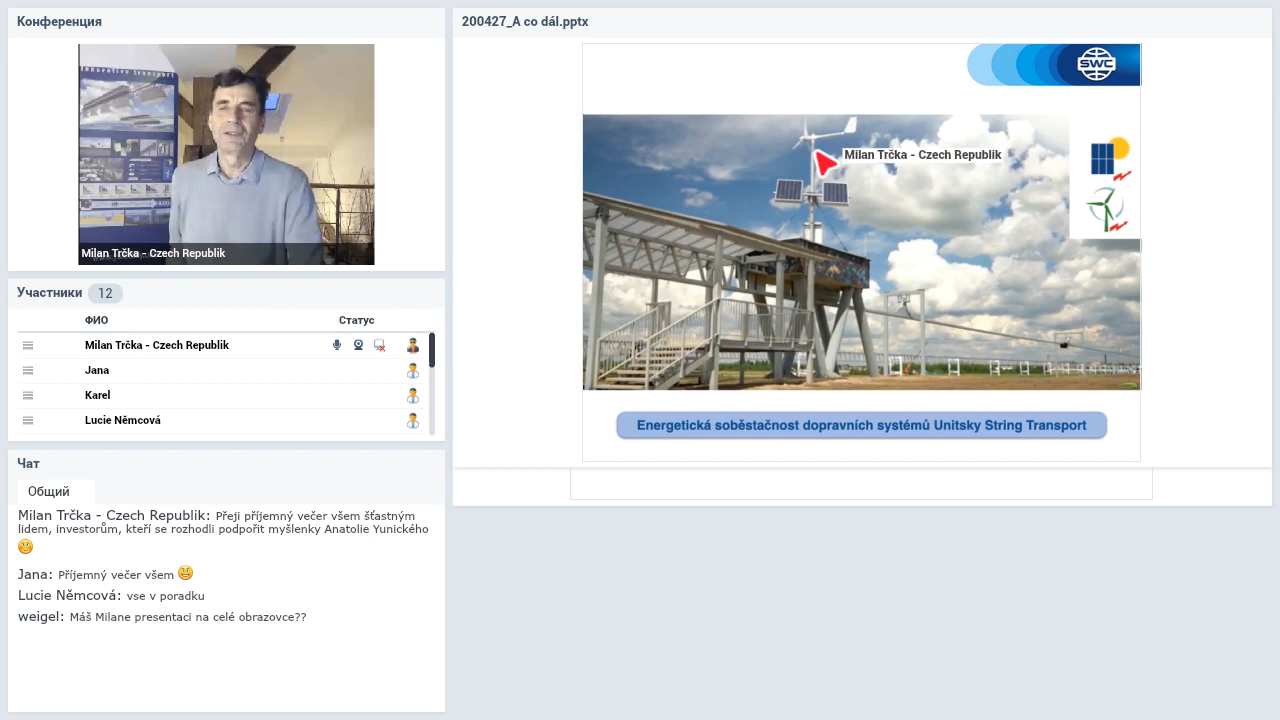 Конференция
Innovative transport
Milan Trčka - Czech Republik
Участники 12
ФИО Статус
Milan Trčka - Czech Republik
Jana
Karel
Lucie Němcová
Чат
Общий
Milan Trčka - Czech Republik: Přeji příjemný večer všem šťastným
lidem, investorům, kteří se rozhodli podpořit myšlenky Anatolie Yunického
Jana: Příjemný večer všem
Lucie Němcová: vse v poradku
weigel: Máš Milane presentaci na celé obrazovce??
200427_A co dál.pptx
SWC
Milan Trčka - Czech Republik
Energetická soběstačnost dopravních systémů Unitsky String Transport